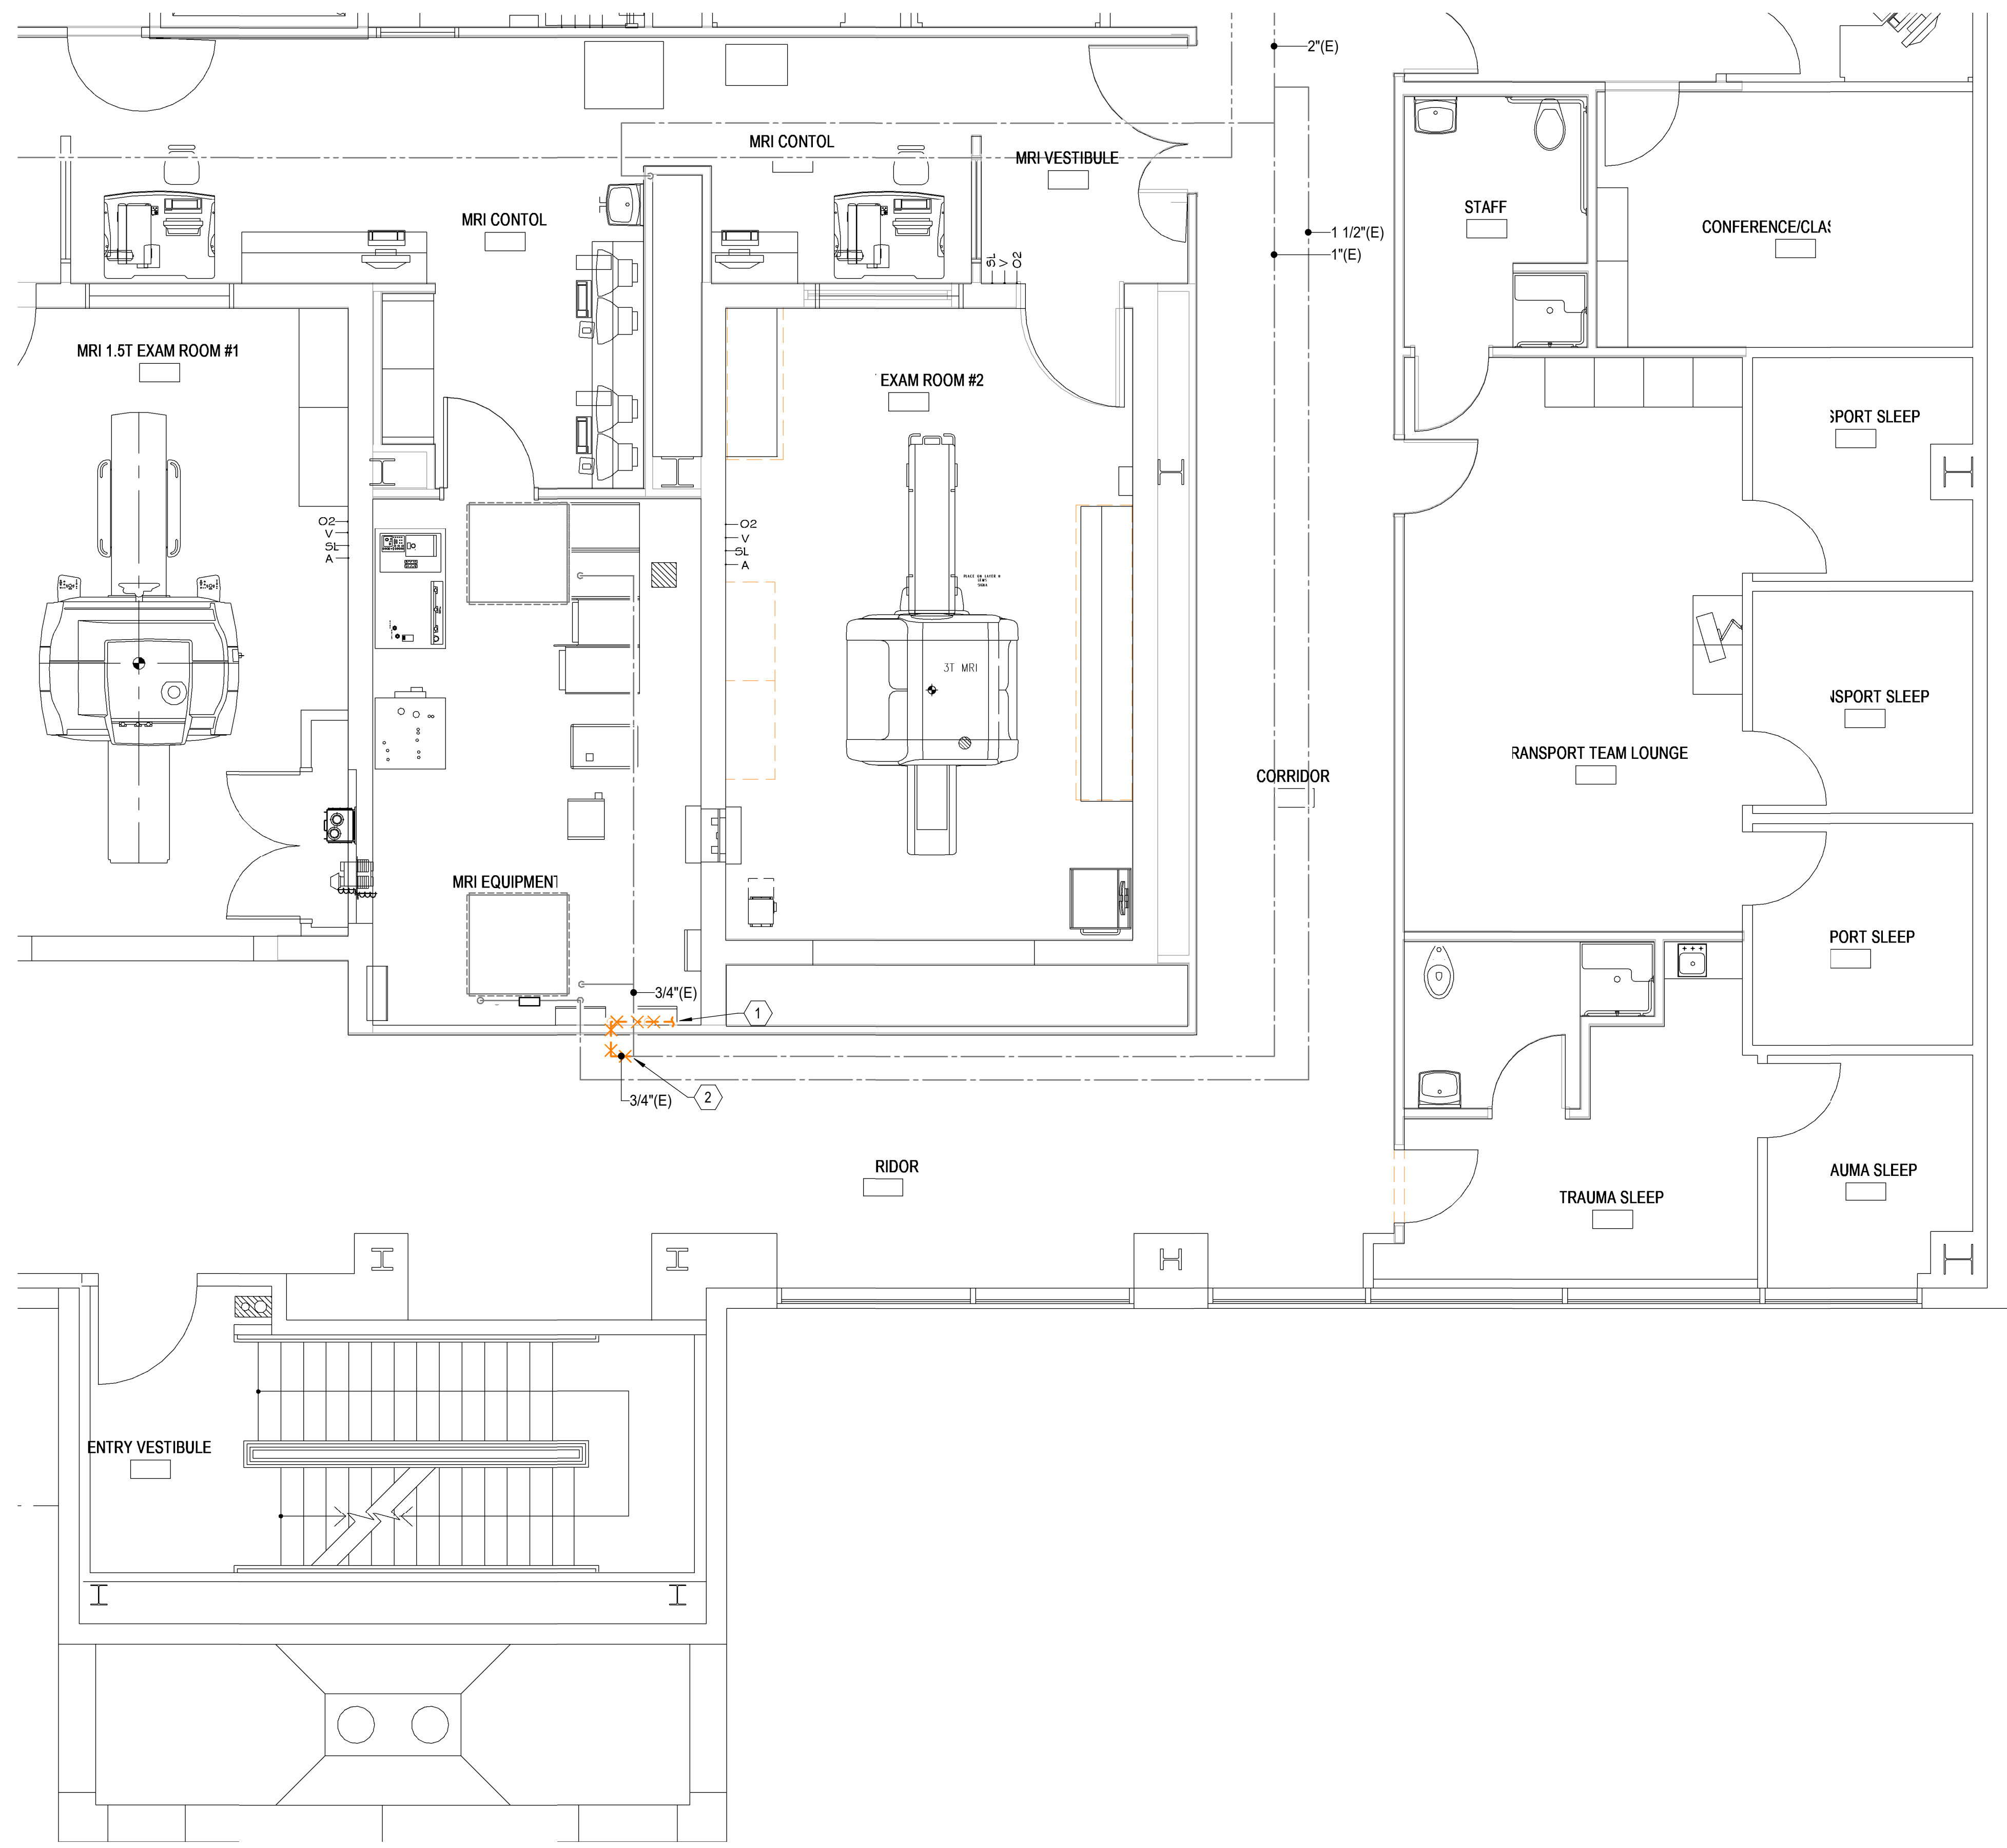 2"(E)
MRI CONTOL
MRI VESTIBULE
STAFF
MRI CONTOL
CONFERENCE/CLAS
1 1/2"(E)
1"(E)
SL
V
O2
MRI 1.5T EXAM ROOM #1
EXAM ROOM #2
SPORT SLEEP
O2
V
SL
A
O2
V
SL
A
3T MRI
NSPORT SLEEP
RANSPORT TEAM LOUNGE
CORRIDOR
MRI EQUIPMENT
PORT SLEEP
3/4"(E)
1
2
3/4"(E)
RIDOR
AUMA SLEEP
TRAUMA SLEEP
ENTRY VESTIBULE